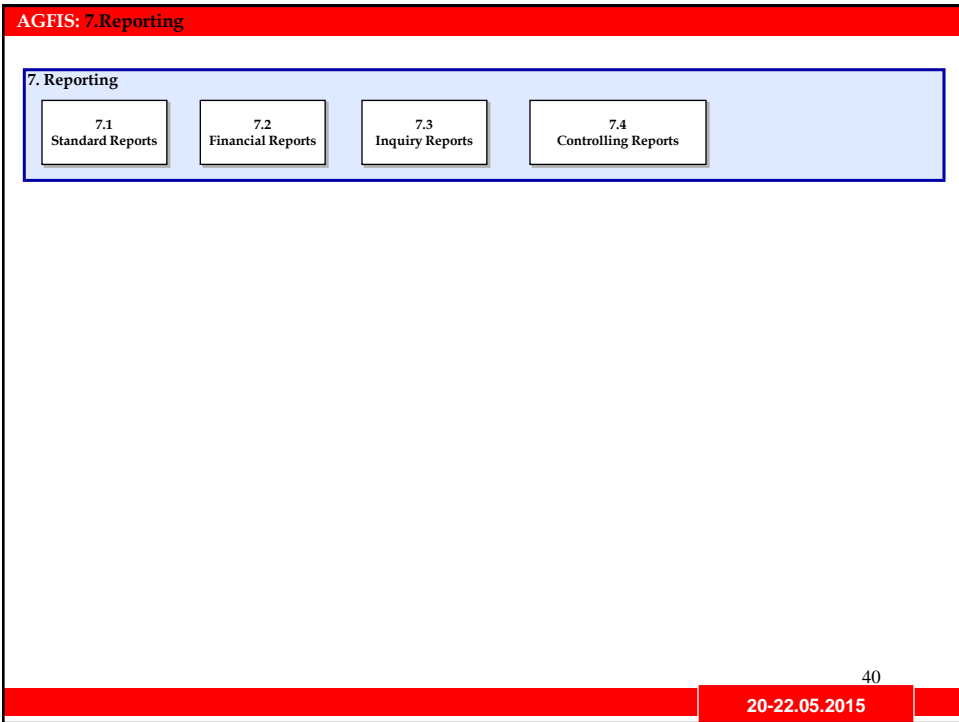 AGFIS: 7.Reporting
7. Reporting
7.1
Standard Reports
7.2
Financial Reports
7.3
Inquiry Reports
7.4
Controlling Reports
40
20-22.05.2015